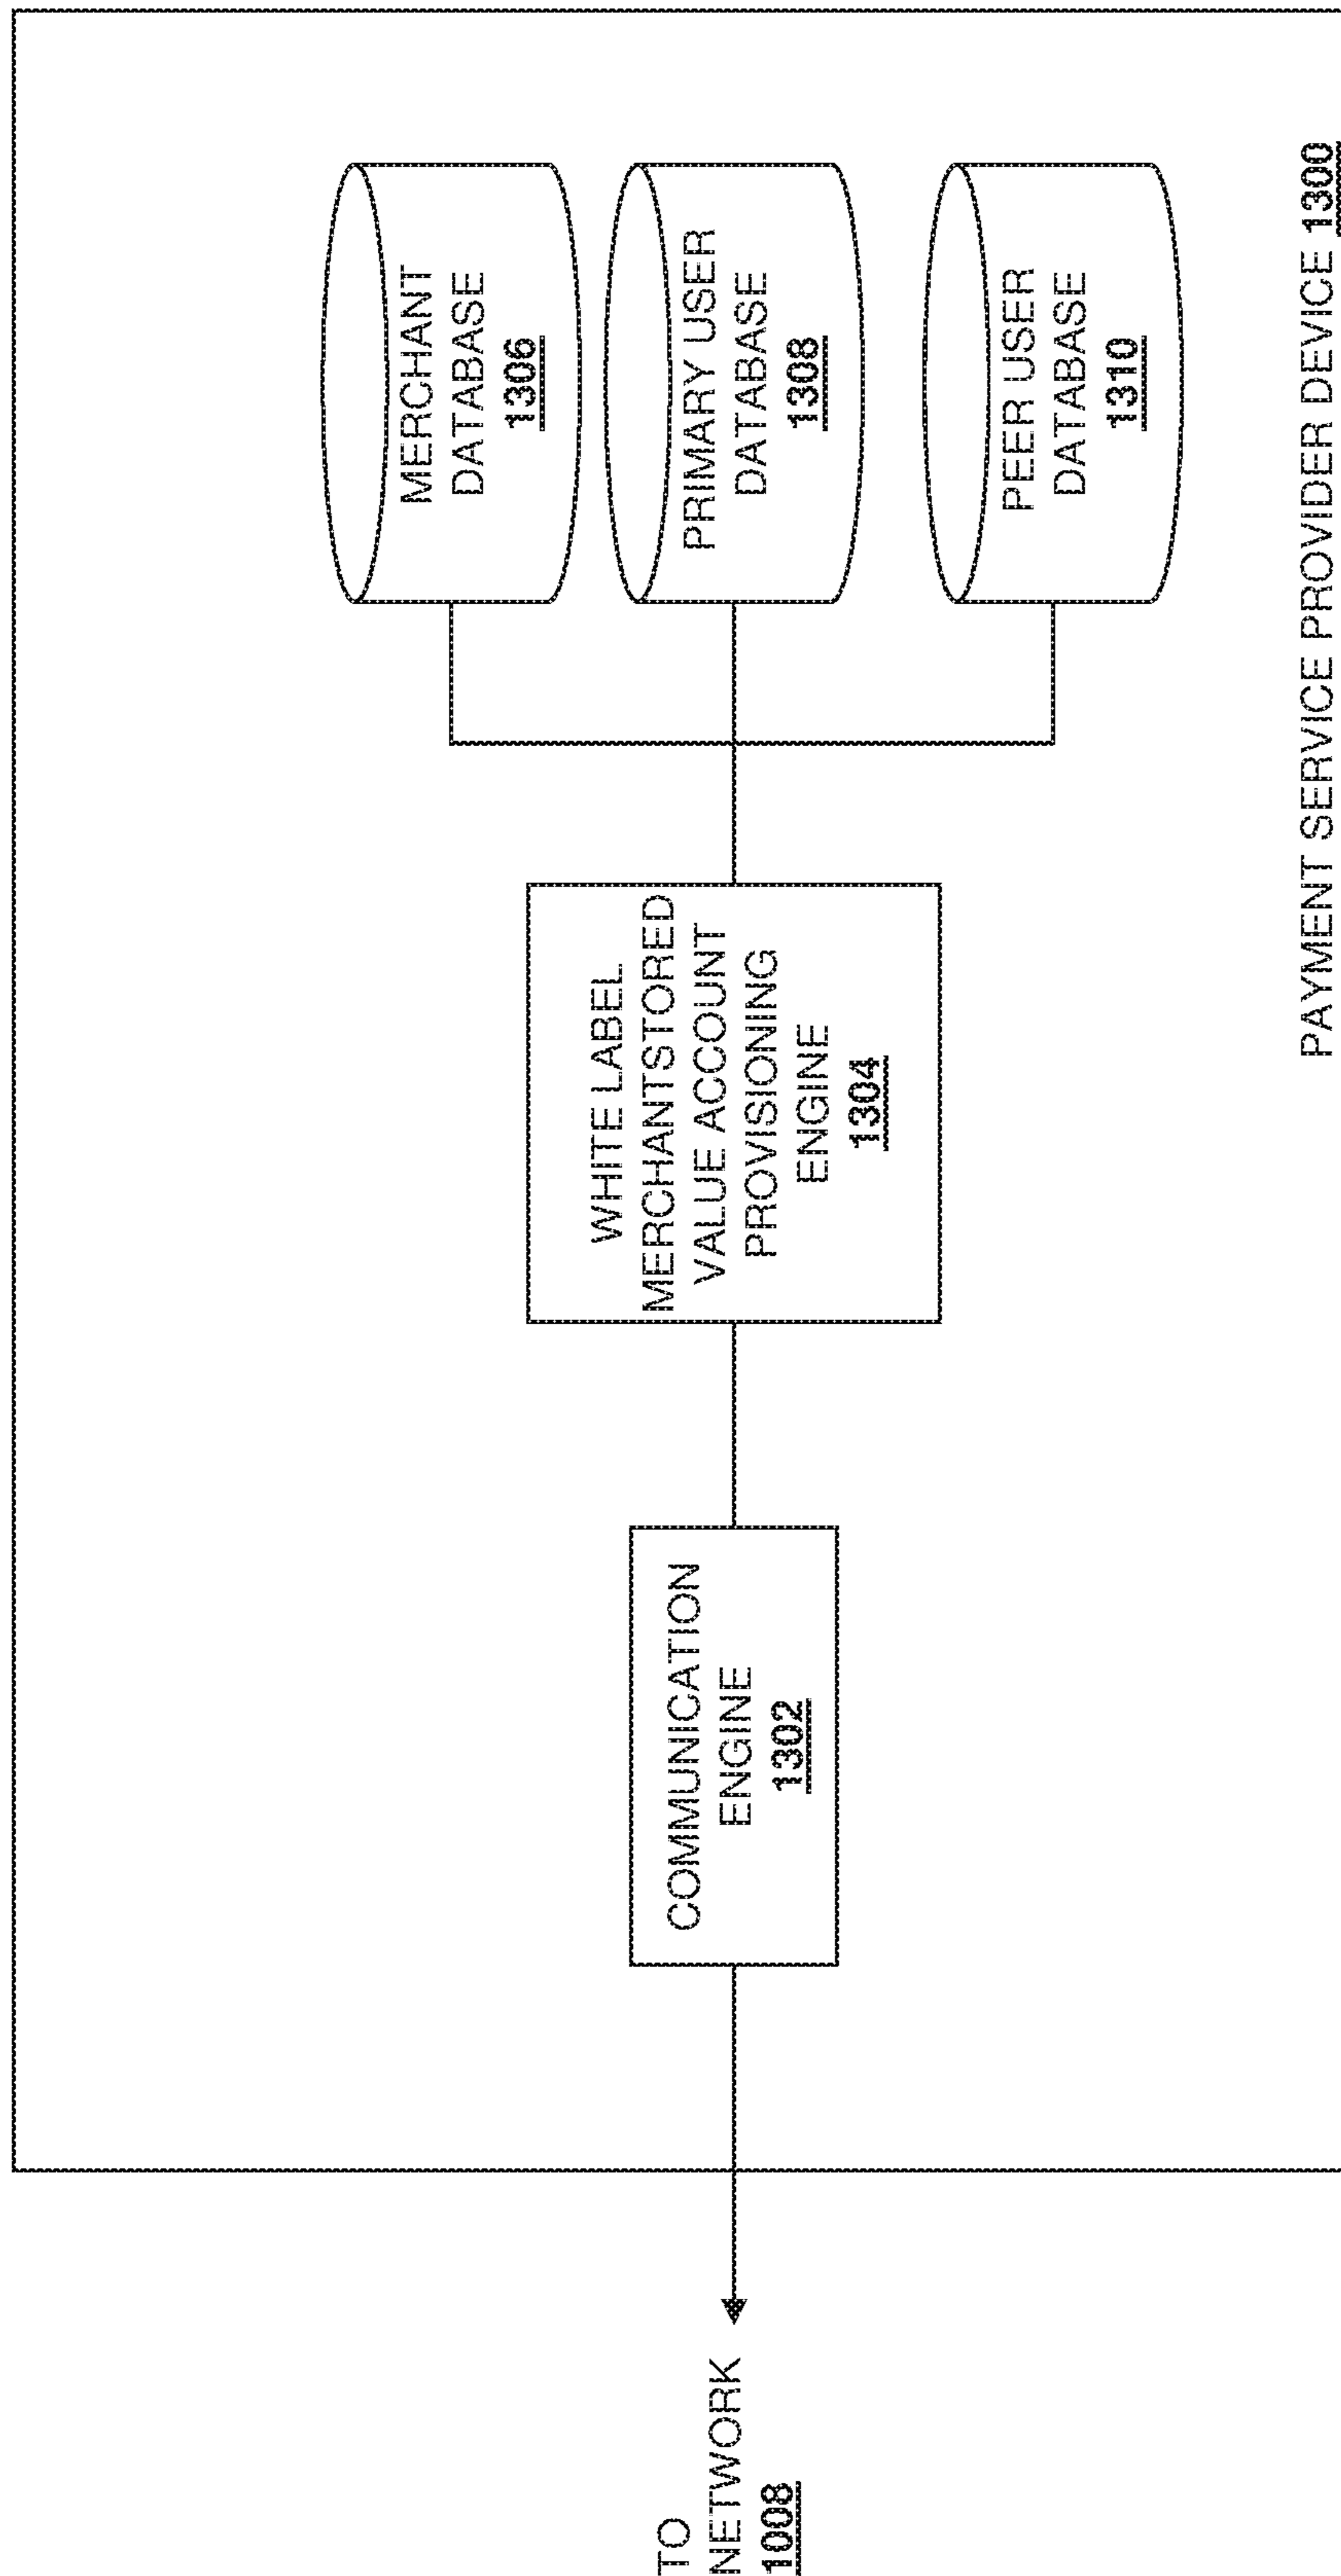 TO
NETWORK
1008
COMMUNICATION
ENGINE
1302
WHITE LABEL
MERCHANTSTORED
VALUE ACCOUNT
PROVISIONING
ENGINE
1304
MERCHANT
DATABASE
1306
PRIMARY USER
DATABASE
1308
PEER USER
DATABASE
1310
PAYMENT SERVICE PROVIDER DEVICE 1300